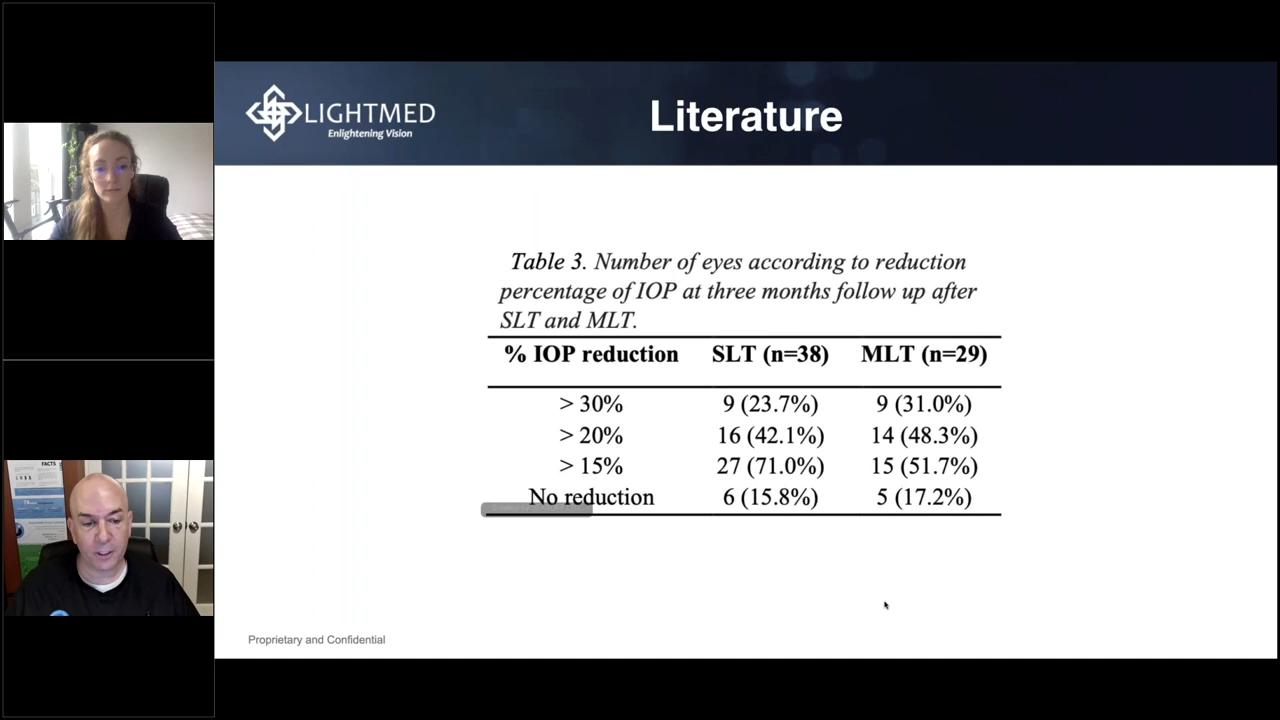 LIGHTMED
Enlightening Vision
Literature
Table 3. Number of eyes according to reduction
percentage of IOP at three months follow up after
SLT and MLT.
% IOP reduction SLT (n=38) MLT (n=29)
> 30% 9 (23.7%) 9 (31.0%)
> 20% 16 (42.1%) 14 (48.3%)
> 15% 27 (71.0%) 15 (51.7%)
No reduction 6 (15.8%) 5 (17.2%)
Proprietary and Confidential
FACTS